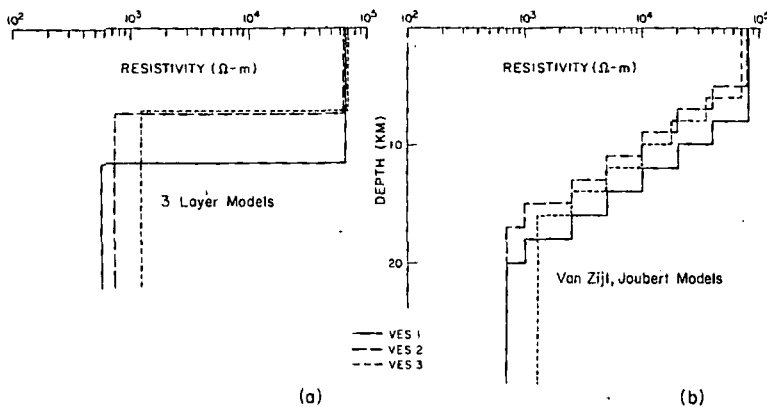 10² 10³ 10⁴ 10⁵
RESISTIVITY (Ω-m)
3 Layer Models
(a)
10² 10³ 10⁴ 10⁵
RESISTIVITY (Ω-m)
DEPTH (KM)
10
20
Van Zijl, Joubert Models
VES 1
VES 2
VES 3
(b)